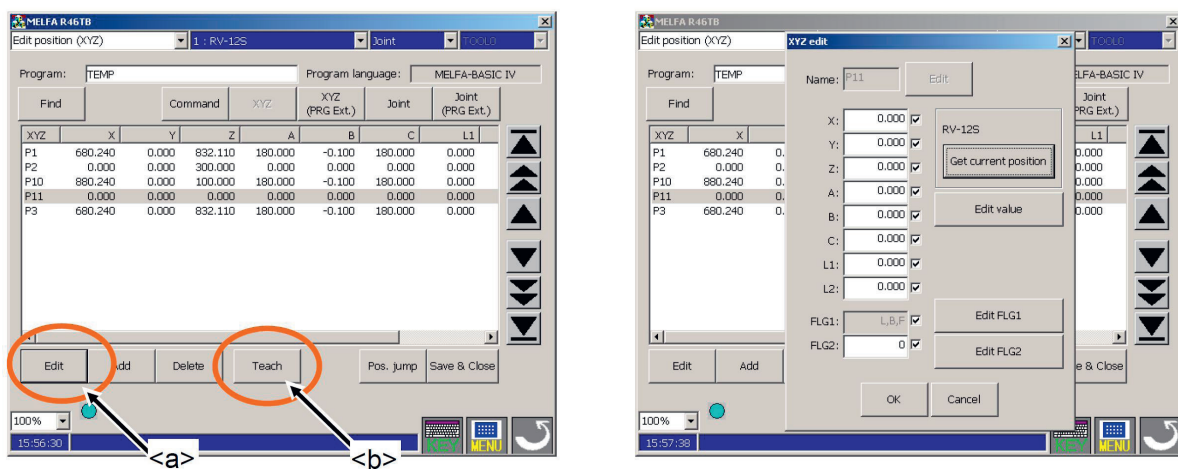 MELFA R46TB
Edit position (XYZ) 1 : RV-12S Joint TOOL0
Program: TEMP Program language: MELFA-BASIC IV
Find Command XYZ XYZ (PRG Ext.) Joint Joint (PRG Ext.)
XYZ X Y Z A B C L1
P1 680.240 0.000 832.110 180.000 -0.100 180.000 0.000
P2 0.000 0.000 300.000 0.000 0.000 0.000 0.000
P10 880.240 0.000 100.000 180.000 -0.100 180.000 0.000
P11 0.000 0.000 0.000 0.000 0.000 0.000 0.000
P3 680.240 0.000 832.110 180.000 -0.100 180.000 0.000
Edit Add Delete Teach Pos. jump Save & Close
100%
15:56:30 KEY MENU
<a> <b>
MELFA R46TB
Edit position (XYZ) TOOL0
Program: TEMP ELFA-BASIC IV
Find Joint (PRG Ext.)
XYZ X L1
P1 680.240 0. 0.000
P2 0.000 0. 0.000
P10 880.240 0. 0.000
P11 0.000 0. 0.000
P3 680.240 0. 0.000
Edit Add e & Close
100%
15:57:38 KEY MENU
XYZ edit
Name: P11 Edit
X: 0.000
Y: 0.000
Z: 0.000
A: 0.000
B: 0.000
C: 0.000
L1: 0.000
L2: 0.000
FLG1: L,B,F
FLG2: 0
RV-12S
Get current position
Edit value
Edit FLG1
Edit FLG2
OK Cancel